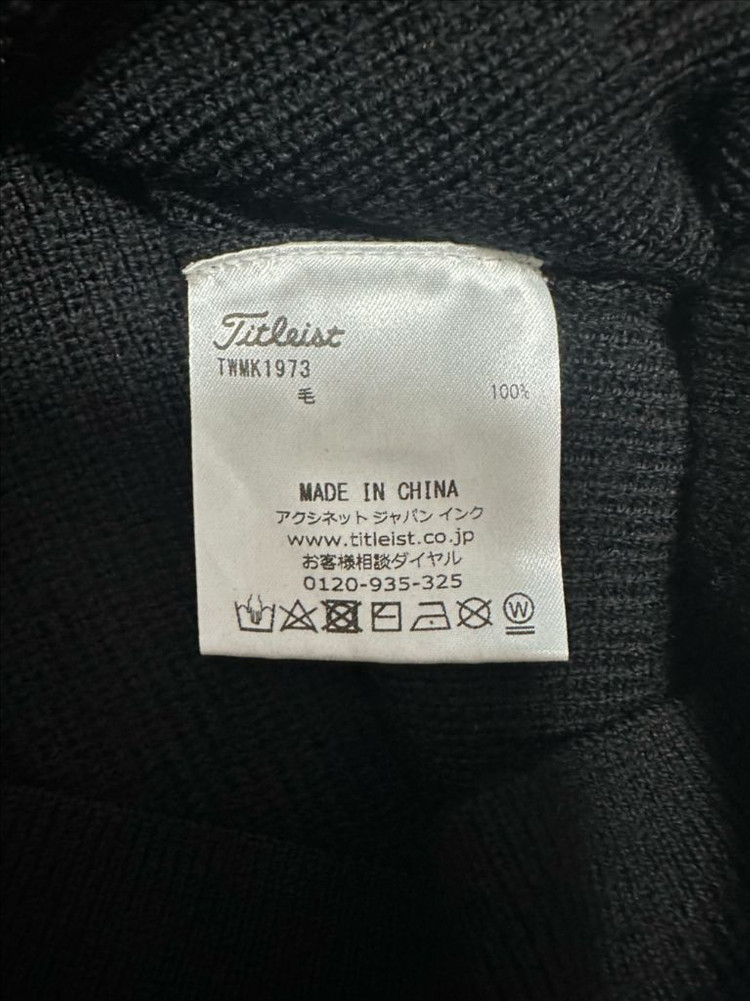 Titleist
TWMK1973
毛 100%
MADE IN CHINA
アクシネット ジャパン インク
www.titleist.co.jp
お客様相談ダイヤル
0120-935-325
W